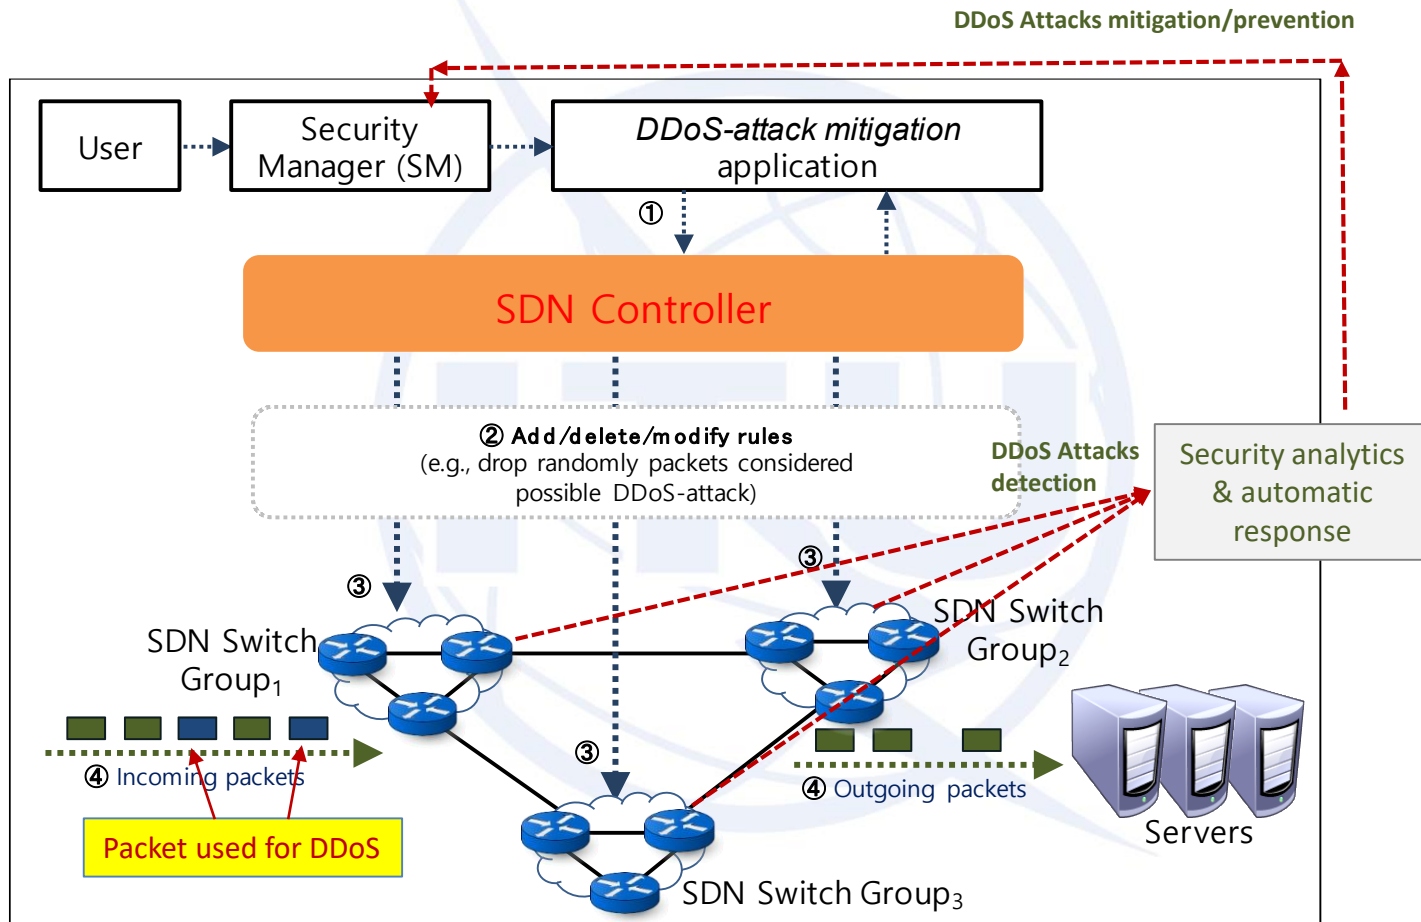 DDoS Attacks mitigation/prevention
User
Security
Manager (SM)
DDoS-attack mitigation
application
①
SDN Controller
② Add/delete/modify rules
(e.g., drop randomly packets considered
possible DDoS-attack)
DDoS Attacks
detection
Security analytics
& automatic
response
③
③
③
SDN Switch
Group1
SDN Switch
Group2
④ Incoming packets
④ Outgoing packets
Packet used for DDoS
Servers
SDN Switch Group3
ITU